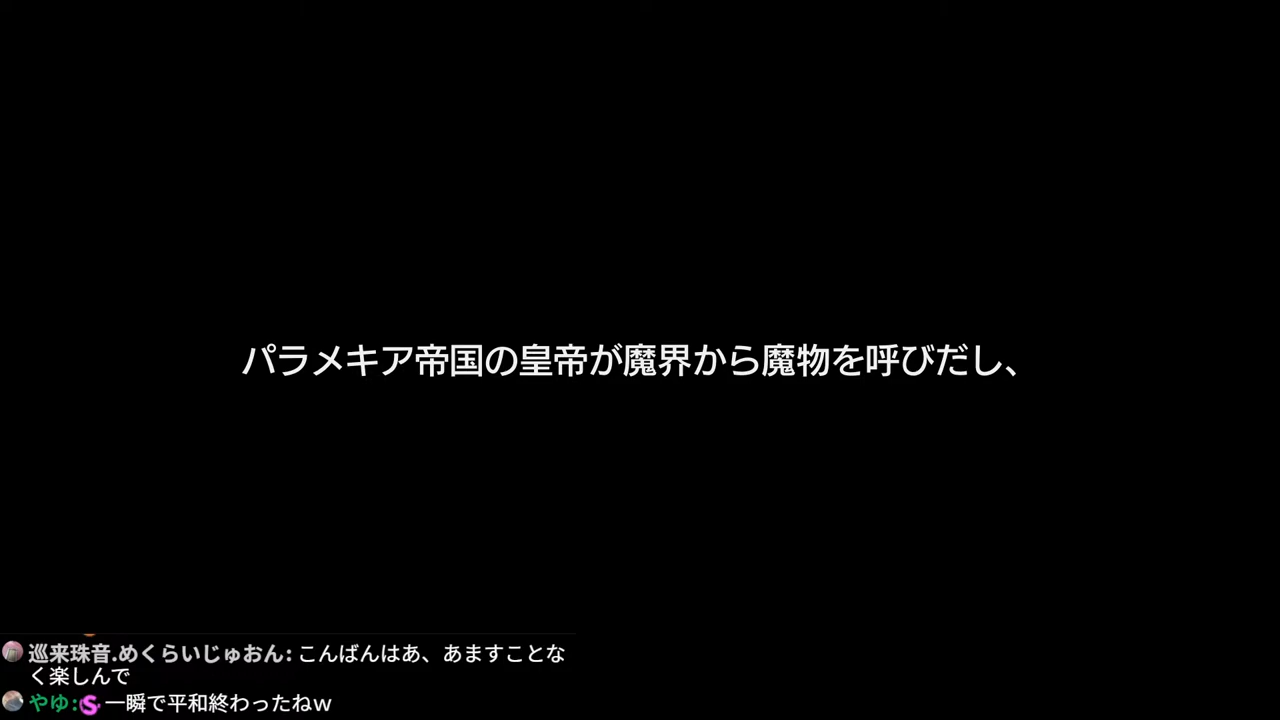 パラメキア帝国の皇帝が魔界から魔物を呼びだし、
巡来珠音.めくらいじゅおん: こんばんはあ、あますことな
く楽しんで
やゆ:S 一瞬で平和終わったねw